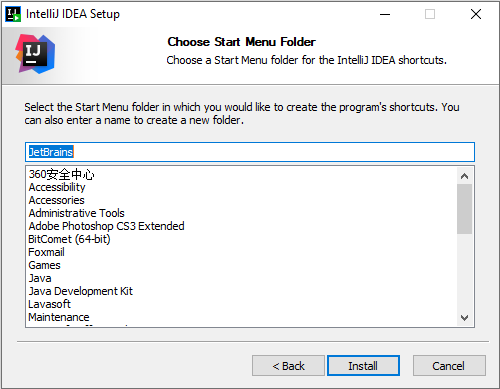 IntelliJ IDEA Setup
IJ
Choose Start Menu Folder
Choose a Start Menu folder for the IntelliJ IDEA shortcuts.
Select the Start Menu folder in which you would like to create the program's shortcuts. You
can also enter a name to create a new folder.
JetBrains
360安全中心
Accessibility
Accessories
Administrative Tools
Adobe Photoshop CS3 Extended
BitComet (64-bit)
Foxmail
Games
Java
Java Development Kit
Lavasoft
Maintenance
< Back
Install
Cancel